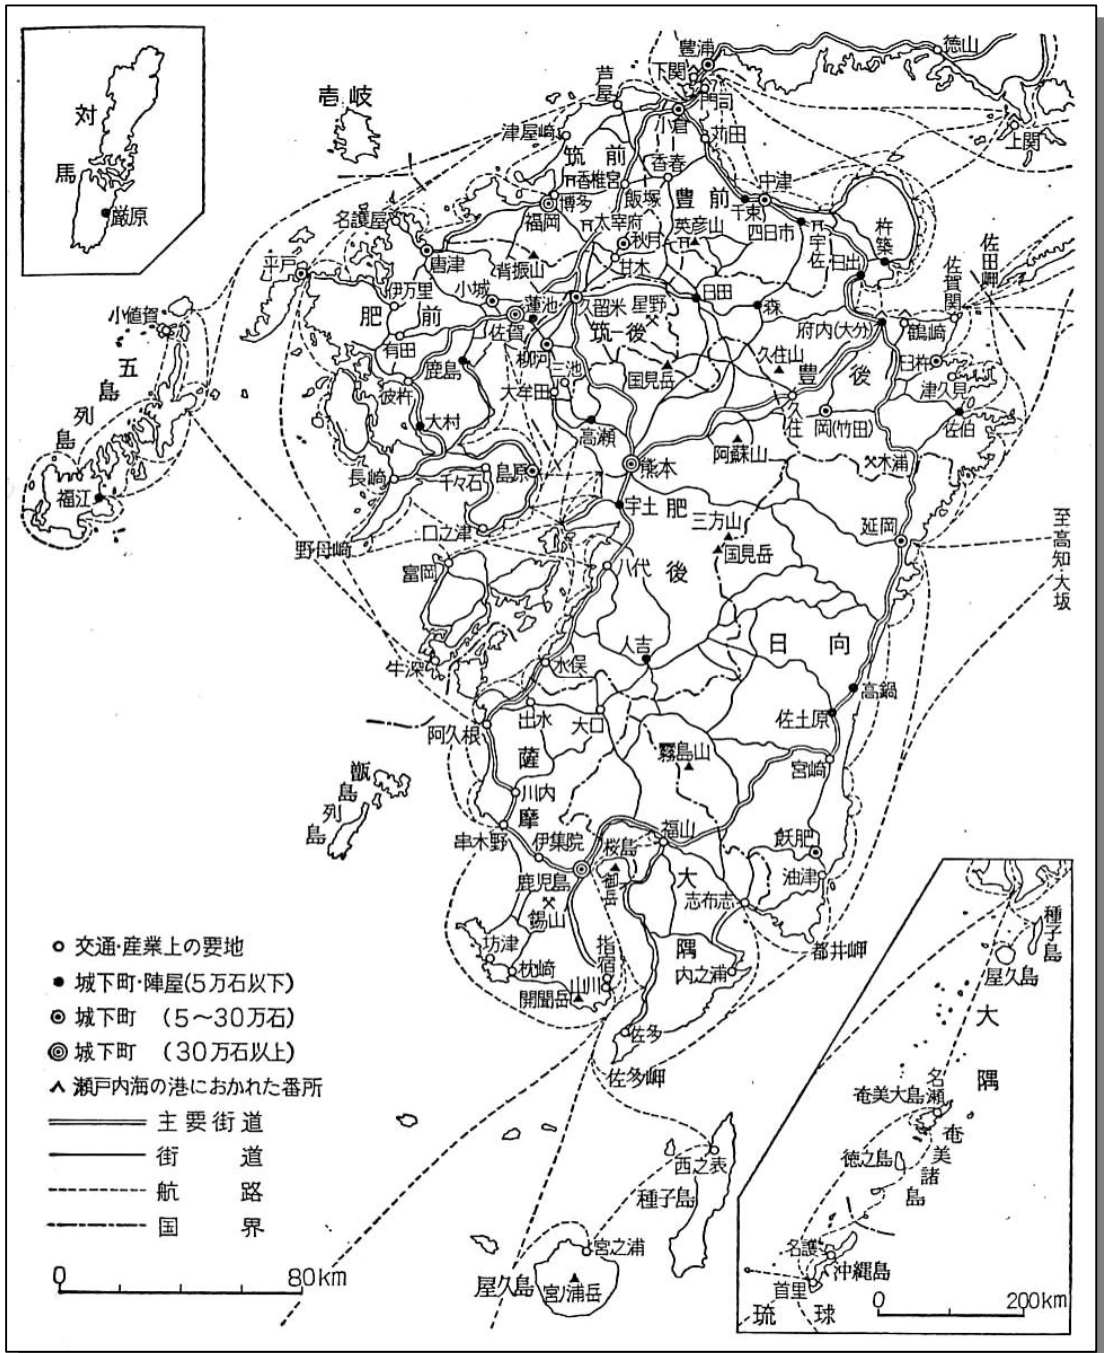 対
馬
厳原
壱岐
芦屋
豊浦
下関
門司
徳山
上関
津屋崎
筑前
小倉
苅田
香春
香椎宮
飯塚
豊前
中津
博多
福岡
太宰府
英彦山
千束
四日市
宇佐
杵築
名護屋
秋月
甘木
日出
佐賀関
佐田岬
平戸
唐津
背振山
伊万里
小城
蓮池
久留米
星野
日田
森
小値賀
肥前
佐賀
筑後
府内(大分)
鶴崎
五島列島
有田
柳河
三池
国見岳
久住山
豊後
臼杵
津久見
鹿島
彼杵
大牟田
久住
岡(竹田)
佐伯
大村
高瀬
阿蘇山
木浦
福江
長崎
千々石
島原
熊本
宇土
肥後
三方山
国見岳
延岡
至高知・大坂
野母崎
口之津
富岡
八代
人吉
日向
牛深
水俣
高鍋
佐土原
阿久根
出水
大口
霧島山
宮崎
甑島列島
薩摩
川内
串木野
伊集院
桜島
福山
飫肥
御岳
鹿児島
大隅
志布志
油津
錫山
都井岬
坊津
枕崎
指宿
内之浦
開聞岳
山川
佐多
佐多岬
西之表
種子島
宮之浦
屋久島
宮ノ浦岳
交通・産業上の要地
城下町・陣屋(5万石以下)
城下町 (5〜30万石)
城下町 (30万石以上)
瀬戸内海の港におかれた番所
主要街道
街道
航路
国界
0 80km
種子島
屋久島
大隅
名瀬
奄美大島
奄美諸島
徳之島
名護
沖縄島
首里
琉球
0 200km